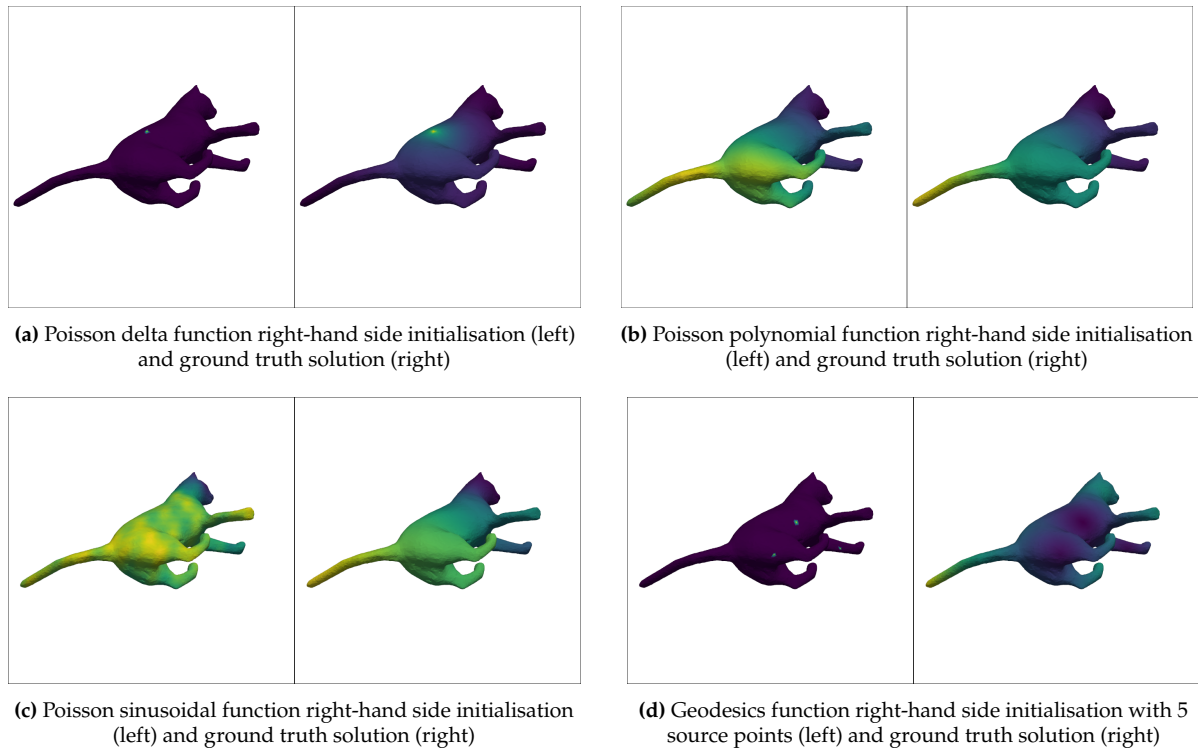 (a) Poisson delta function right-hand side initialisation (left)
and ground truth solution (right)
(b) Poisson polynomial function right-hand side initialisation
(left) and ground truth solution (right)
(c) Poisson sinusoidal function right-hand side initialisation
(left) and ground truth solution (right)
(d) Geodesics function right-hand side initialisation with 5
source points (left) and ground truth solution (right)